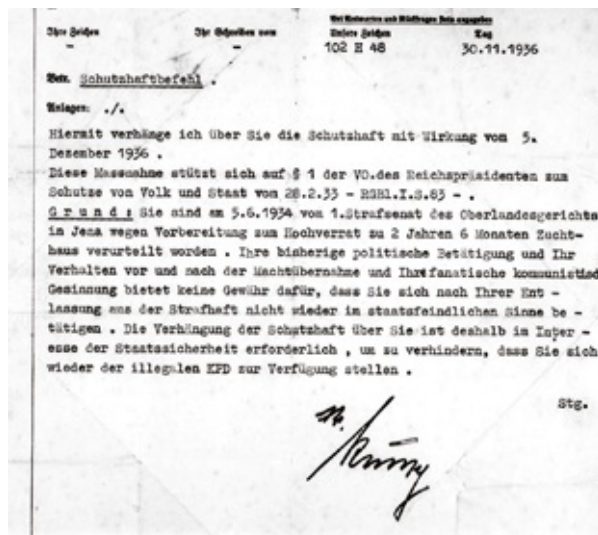 Bei Antworten und Rückfragen stets angegeben
Ihre Zeichen Ihr Schreiben vom Unsere Zeichen Tag
– – 102 H 48 30.11.1936
Betr. Schutzhaftbefehl .
Anlagen: ./.
Hiermit verhänge ich über Sie die Schutzhaft mit Wirkung von 5.
Dezember 1936 .
Diese Massnahme stützt sich auf § 1 der VO.des Reichspräsidenten zum
Schutze von Volk und Staat vom 28.2.33 - RGBl.I.S.83 - .
Grund: Sie sind am 5.6.1934 vom 1.Strafsenat des Oberlandesgerichts
in Jena wegen Vorbereitung zum Hochverrat zu 2 Jahren 6 Monaten Zucht-
haus verurteilt worden . Ihre bisherige politische Betätigung und Ihr
Verhalten vor und nach der Machtübernahme und Ihre fanatische kommunistisc
Gesinnung bietet keine Gewähr dafür, dass Sie sich nach Ihrer Ent -
lassung aus der Strafhaft nicht wieder im staatsfeindlichen Sinne be -
tätigen . Die Verhängung der Schutzhaft über Sie ist deshalb im Inter -
esse der Staatssicherheit erforderlich , um zu verhindern, dass Sie sich
wieder der illegalen KPD zur Verfügung stellen .
Stg.